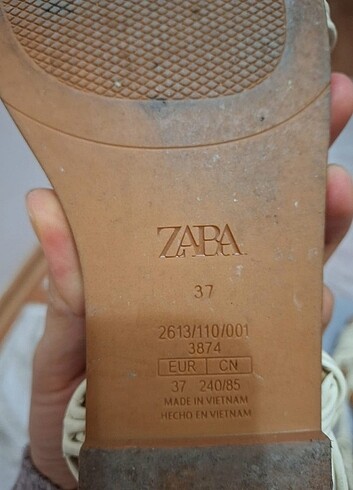 ZARA
37
2613/110/001
3874
EUR CN
37 240/85
MADE IN VIETNAM
HECHO EN VIETNAM